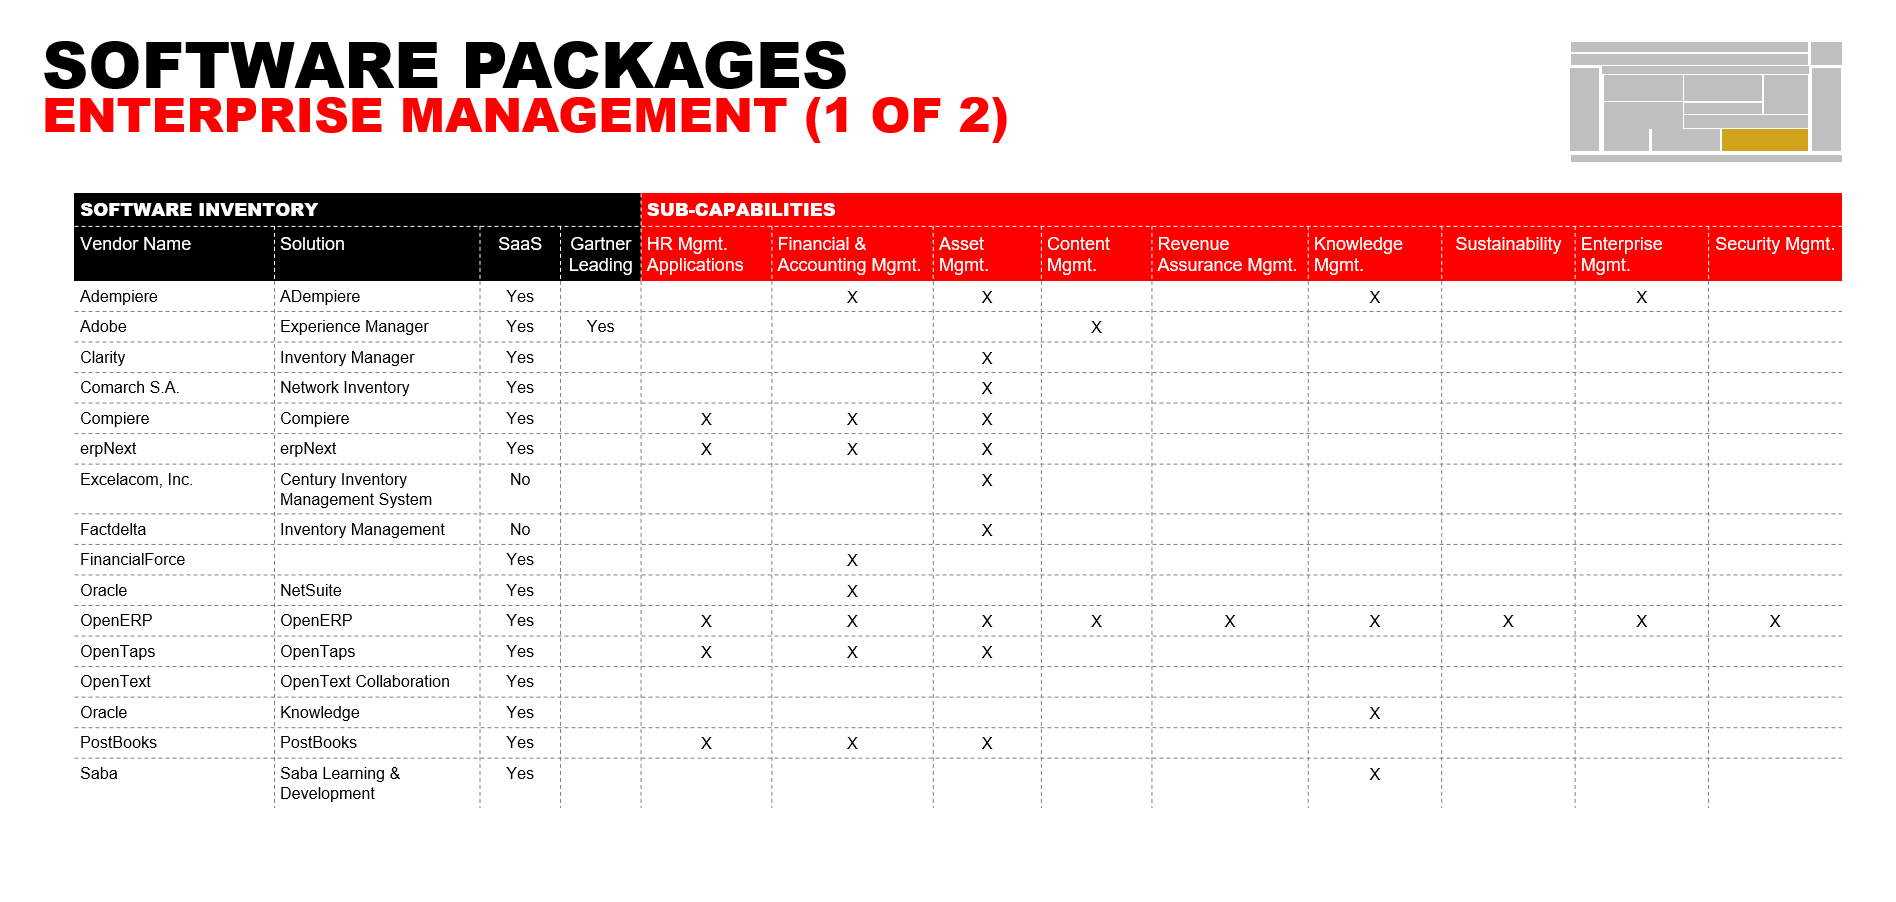 SOFTWARE PACKAGES
ENTERPRISE MANAGEMENT (1 OF 2)
SOFTWARE INVENTORY SUB-CAPABILITIES
Vendor Name Solution SaaS Gartner Leading HR Mgmt. Applications Financial & Accounting Mgmt. Asset Mgmt. Content Mgmt. Revenue Assurance Mgmt. Knowledge Mgmt. Sustainability Enterprise Mgmt. Security Mgmt.
Adempiere ADempiere Yes X X X X
Adobe Experience Manager Yes Yes X
Clarity Inventory Manager Yes X
Comarch S.A. Network Inventory Yes X
Compiere Compiere Yes X X X
erpNext erpNext Yes X X X
Excelacom, Inc. Century Inventory Management System No X
Factdelta Inventory Management No X
FinancialForce Yes X
Oracle NetSuite Yes X
OpenERP OpenERP Yes X X X X X X X X X
OpenTaps OpenTaps Yes X X X
OpenText OpenText Collaboration Yes
Oracle Knowledge Yes X
PostBooks PostBooks Yes X X X
Saba Saba Learning & Development Yes X